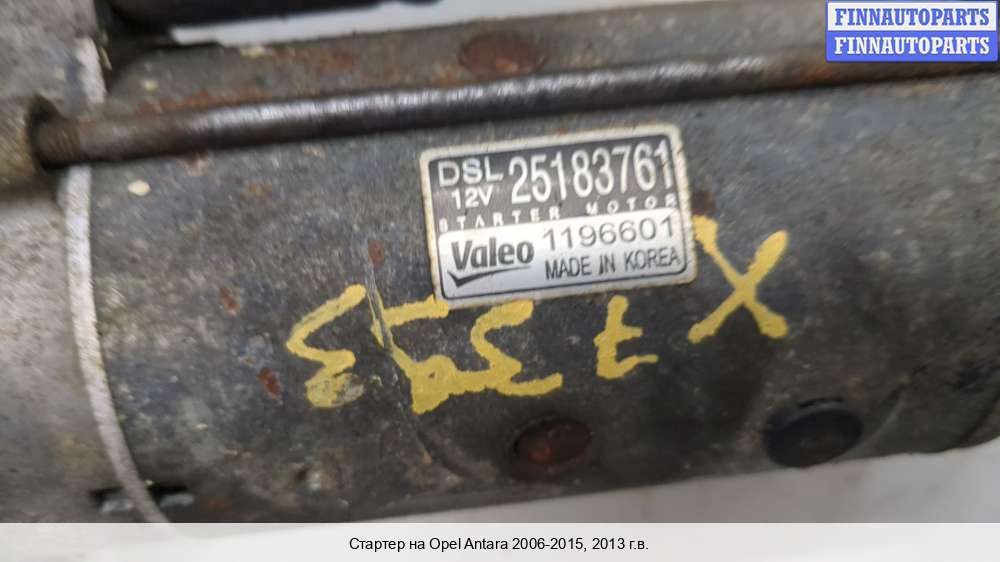 FINNAUTOPARTS
FINNAUTOPARTS
DSL 12V 25183761
STARTER MOTOR
Valeo 1196601
MADE IN KOREA
Стартер на Opel Antara 2006-2015, 2013 г.в.